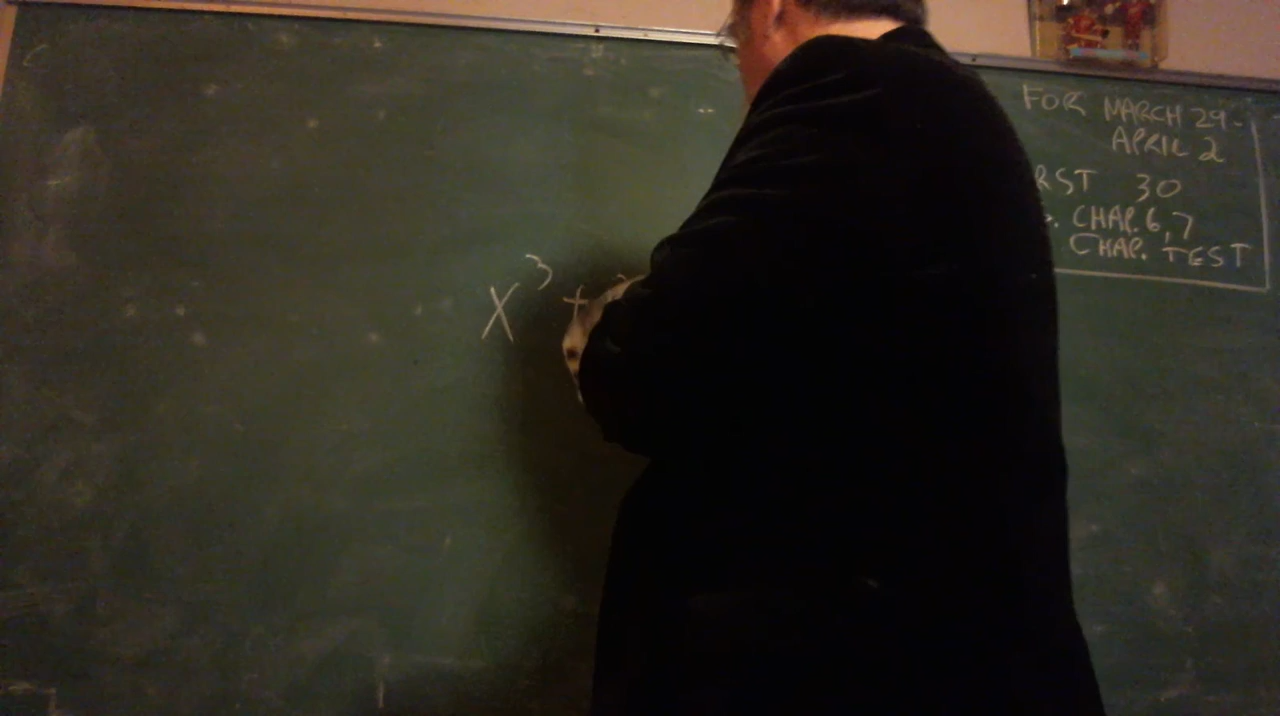 X³ +
FOR MARCH 29-
APRIL 2
RST 30
CHAP. 6, 7
CHAP. TEST